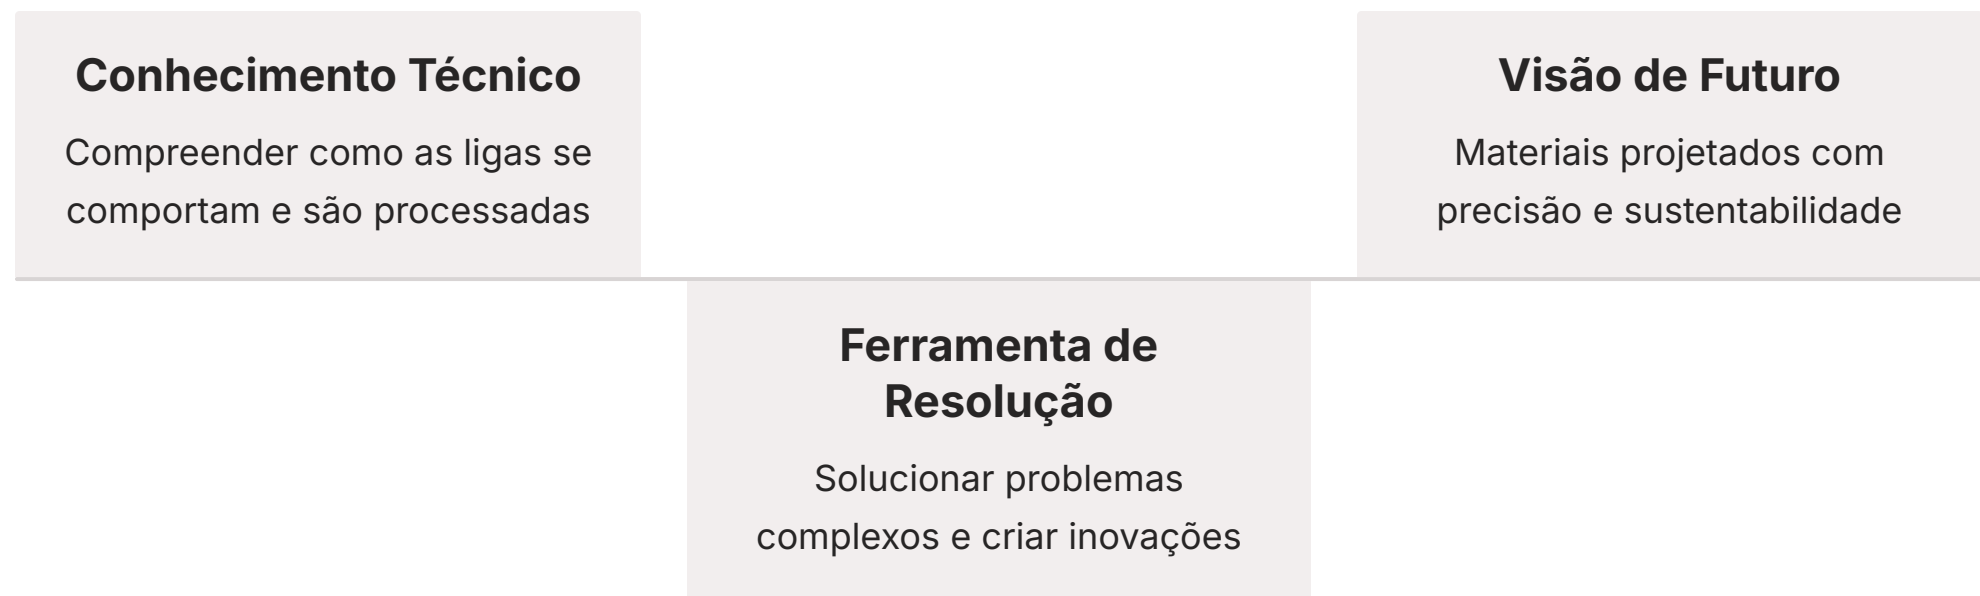 Conhecimento Técnico
Compreender como as ligas se
comportam e são processadas
Ferramenta de
Resolução
Solucionar problemas
complexos e criar inovações
Visão de Futuro
Materiais projetados com
precisão e sustentabilidade